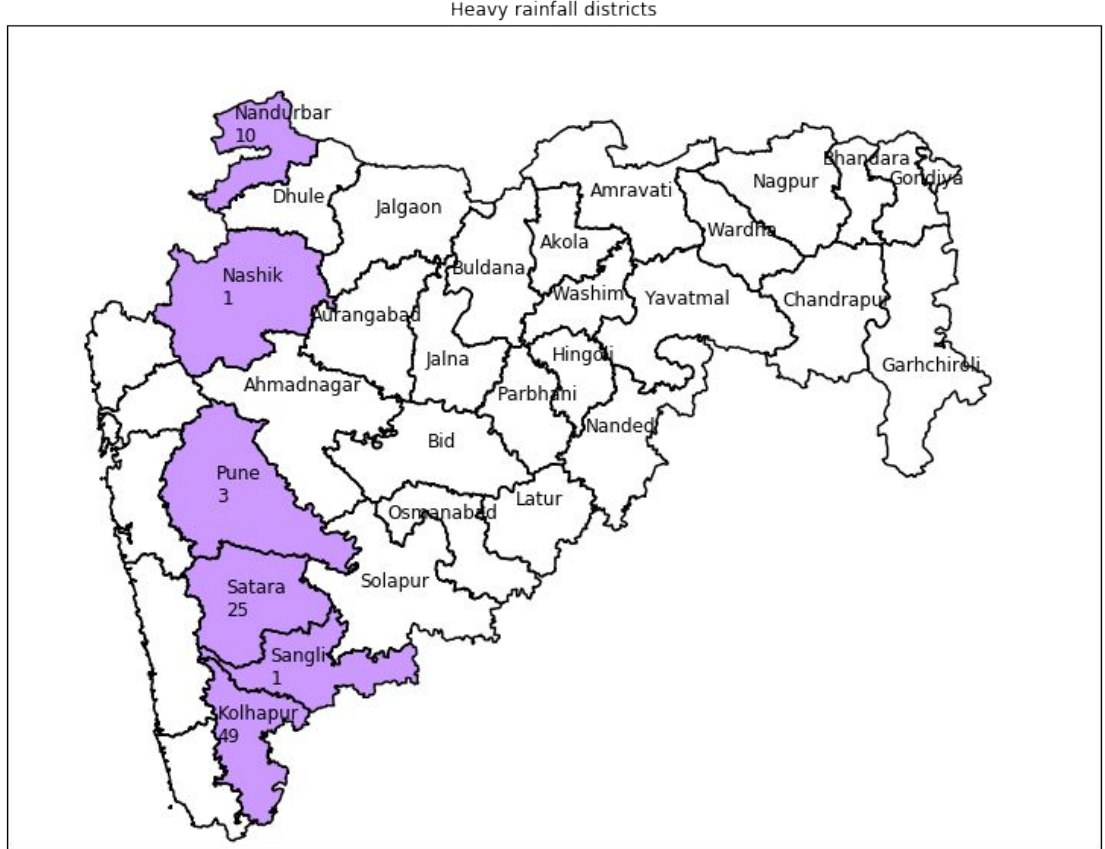 Heavy rainfall districts
Nandurbar
10
Dhule
Jalgaon
Amravati
Nagpur
Bhandara
Gondiya
Wardha
Akola
Buldana
Nashik
1
Washim
Yavatmal
Chandrapur
Aurangabad
Jalna
Hingoli
Garhchiroli
Ahmadnagar
Parbhani
Nanded
Bid
Pune
3
Latur
Osmanabad
Solapur
Satara
25
Sangli
1
Kolhapur
49